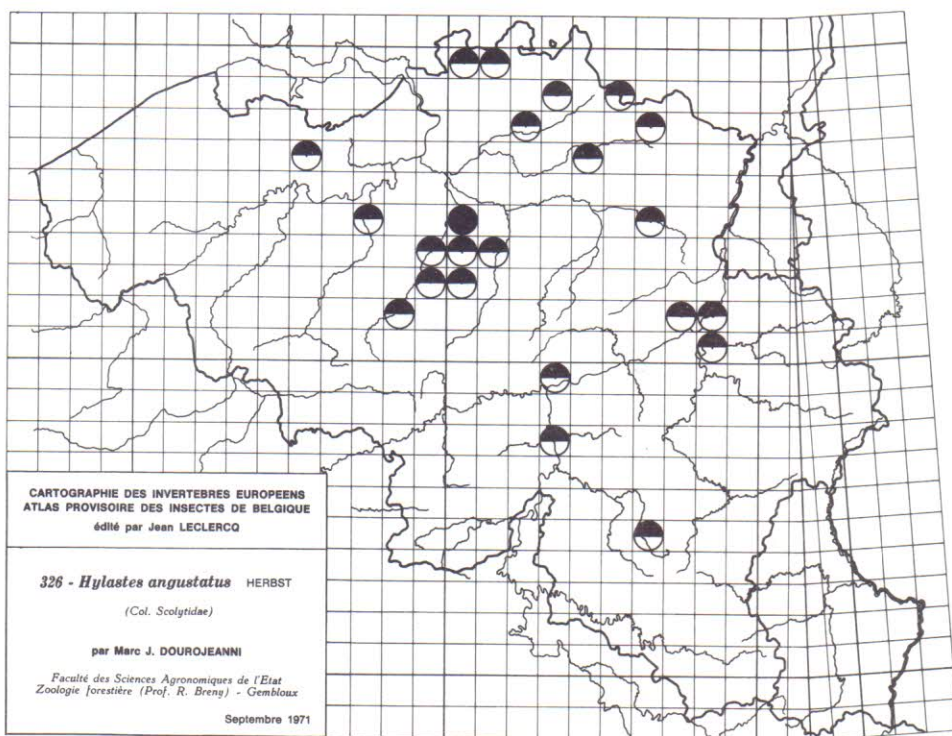 CARTOGRAPHIE DES INVERTEBRES EUROPEENS
ATLAS PROVISOIRE DES INSECTES DE BELGIQUE
édité par Jean LECLERCQ
326 - Hylastes angustatus HERBST
(Col. Scolytidae)
par Marc J. DOUROJEANNI
Faculté des Sciences Agronomiques de l'Etat
Zoologie forestière (Prof. R. Breny) - Gembloux
Septembre 1971